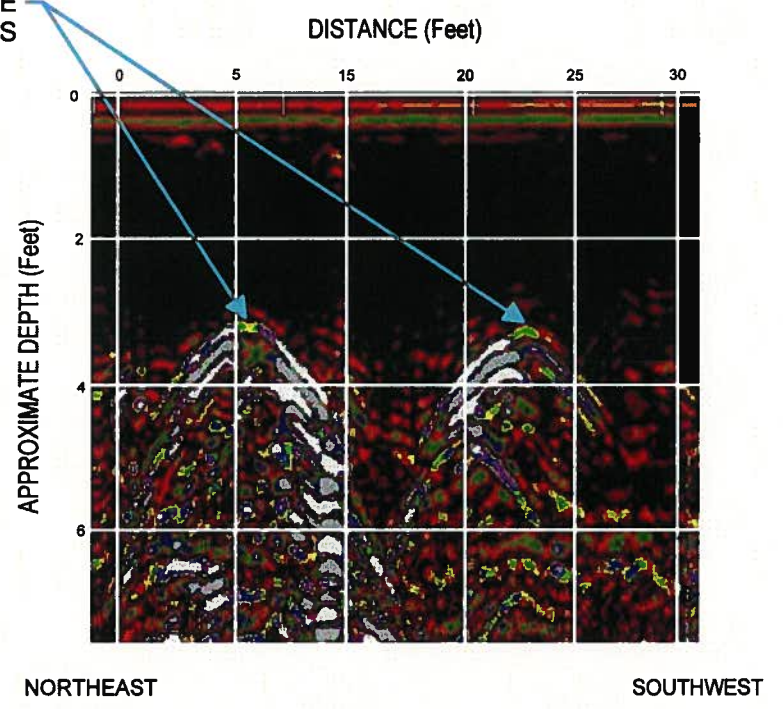 E
S
DISTANCE (Feet)
0 5 15 20 25 30
0
2
4
6
APPROXIMATE DEPTH (Feet)
NORTHEAST
SOUTHWEST